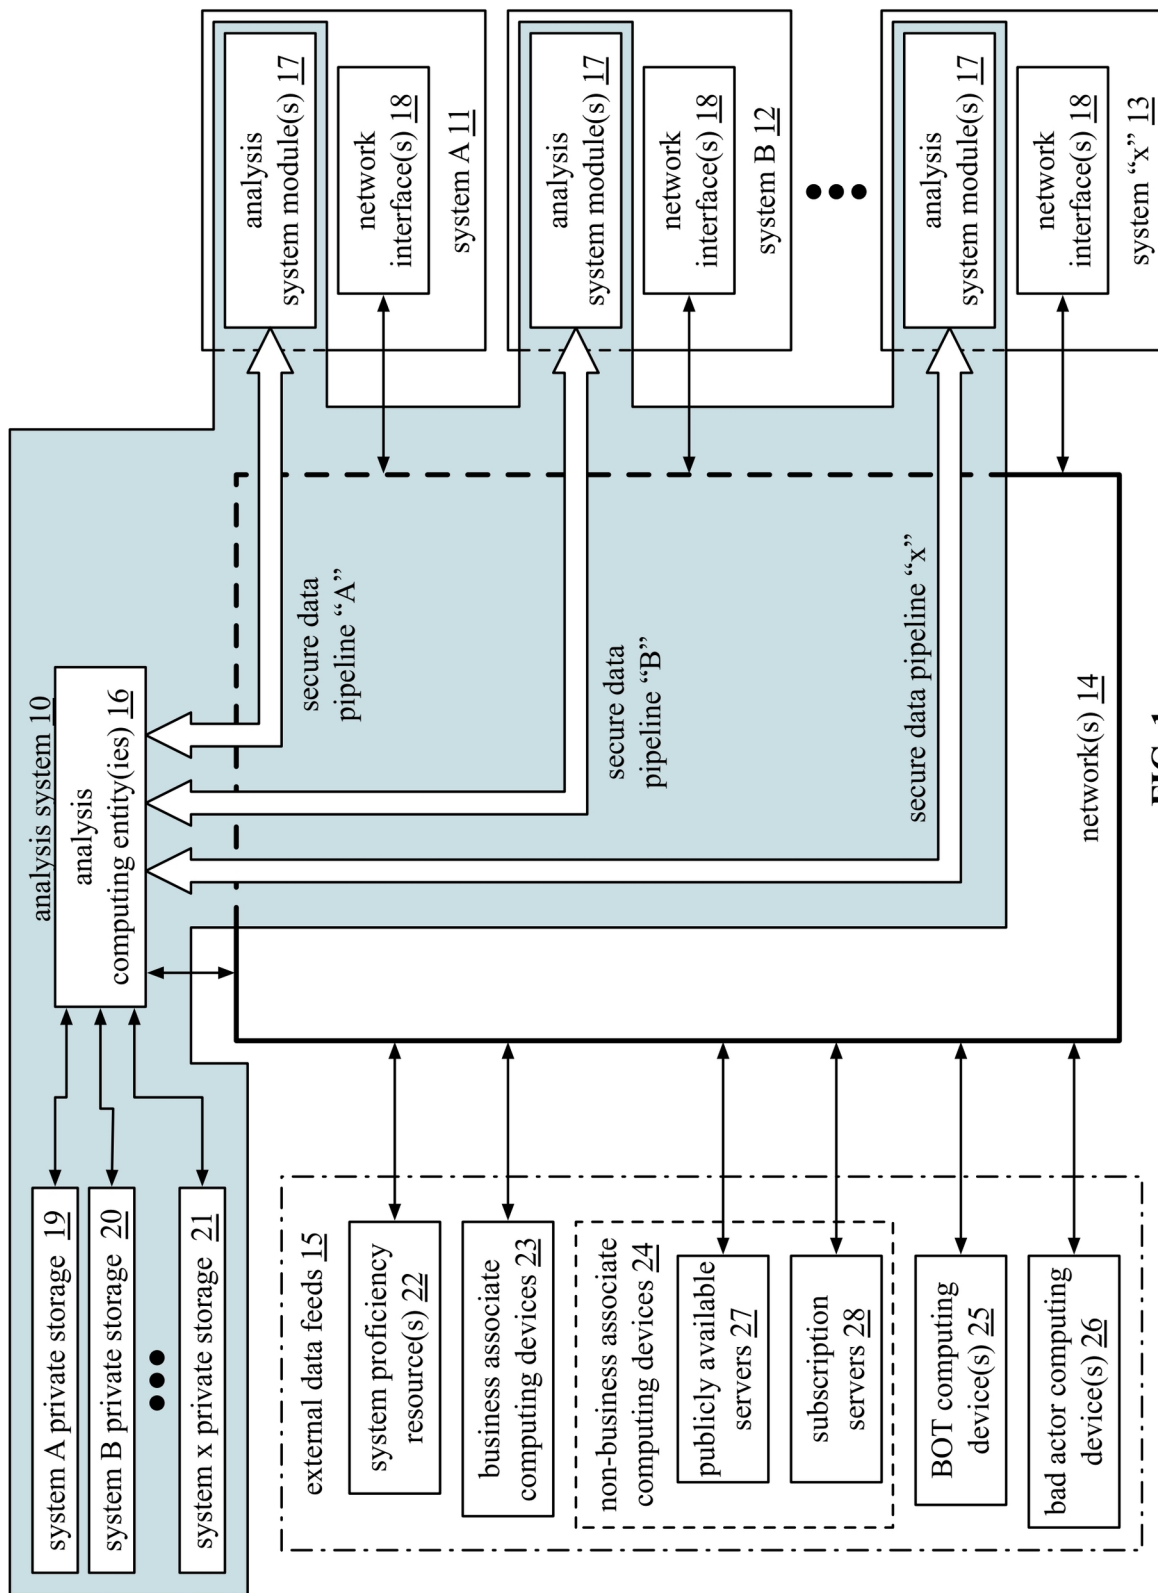 system A private storage 19
system B private storage 20
system x private storage 21
analysis system 10
analysis
computing entity(ies) 16
analysis
system module(s) 17
network
interface(s) 18
system A 11
secure data
pipeline “A”
analysis
system module(s) 17
network
interface(s) 18
system B 12
secure data
pipeline “B”
analysis
system module(s) 17
network
interface(s) 18
system “x” 13
secure data pipeline “x”
network(s) 14
external data feeds 15
system proficiency
resource(s) 22
business associate
computing devices 23
non-business associate
computing devices 24
publicly available
servers 27
subscription
servers 28
BOT computing
device(s) 25
bad actor computing
device(s) 26